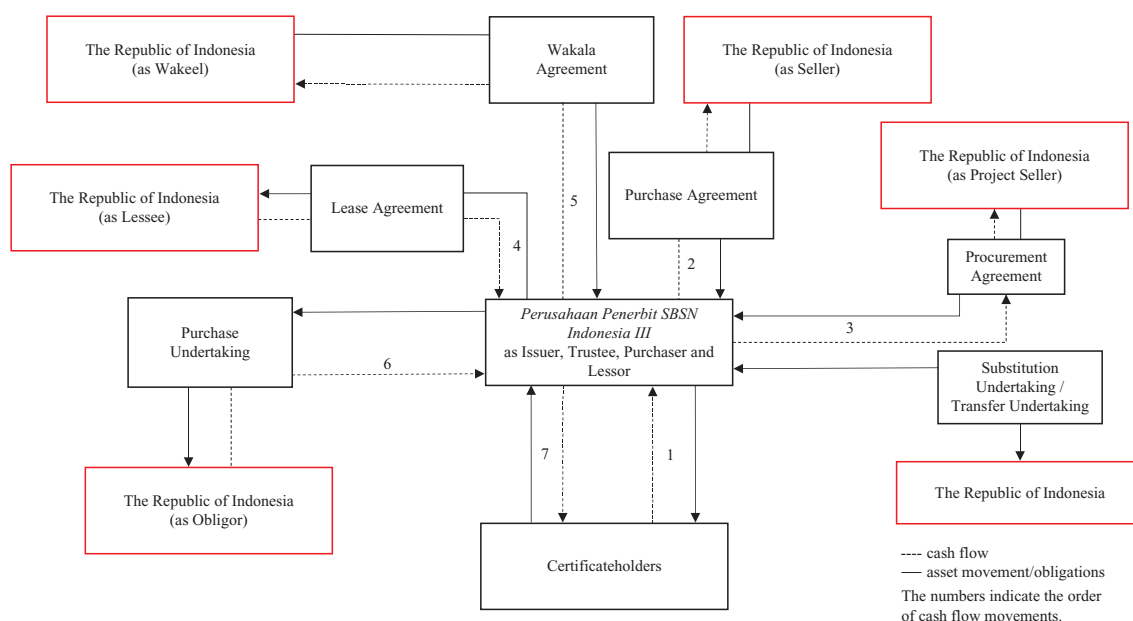 The Republic of Indonesia
(as Wakeel)
Wakala
Agreement
The Republic of Indonesia
(as Seller)
The Republic of Indonesia
(as Project Seller)
The Republic of Indonesia
(as Lessee)
Lease Agreement
5
Purchase Agreement
4
2
Procurement
Agreement
Purchase
Undertaking
6
Perusahaan Penerbit SBSN
Indonesia III
as Issuer, Trustee, Purchaser and
Lessor
3
Substitution
Undertaking /
Transfer Undertaking
7
1
The Republic of Indonesia
(as Obligor)
The Republic of Indonesia
Certificateholders
---- cash flow
— asset movement/obligations
The numbers indicate the order
of cash flow movements.